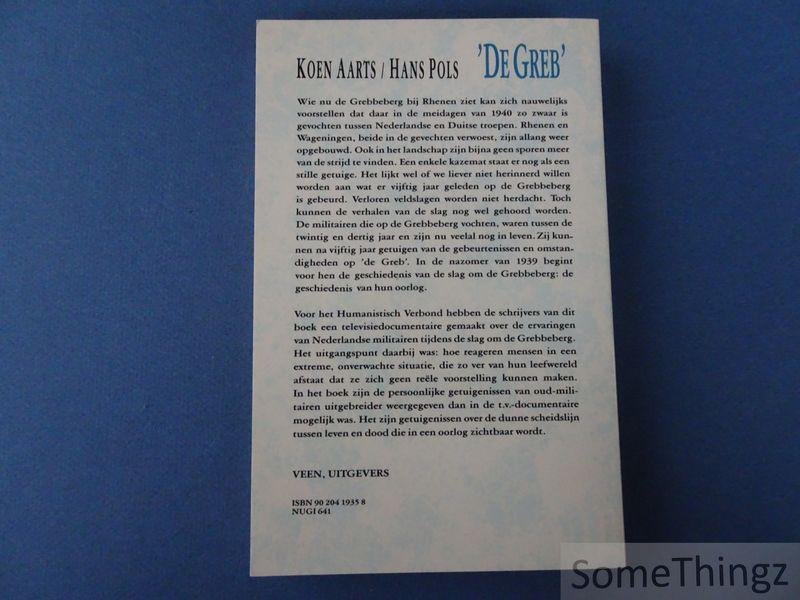 KOEN AARTS / HANS POLS 'DE GREB'
Wie nu de Grebbeberg bij Rhenen ziet kan zich nauwelijks
voorstellen dat daar in de meidagen van 1940 zo zwaar is
gevochten tussen Nederlandse en Duitse troepen. Rhenen en
Wageningen, beide in de gevechten verwoest, zijn allang weer
opgebouwd. Ook in het landschap zijn bijna geen sporen meer
van de strijd te vinden. Een enkele kazemat staat er nog als een
stille getuige. Het lijkt wel of we liever niet herinnerd willen
worden aan wat er vijftig jaar geleden op de Grebbeberg
is gebeurd. Verloren veldslagen worden niet herdacht. Toch
kunnen de verhalen van de slag nog wel gehoord worden.
De militairen die op de Grebbeberg vochten, waren tussen de
twintig en dertig jaar en zijn nu veelal nog in leven. Zij kun-
nen na vijftig jaar getuigen van de gebeurtenissen en omstan-
digheden op 'de Greb'. In de nazomer van 1939 begint
voor hen de geschiedenis van de slag om de Grebbeberg: de
geschiedenis van hun oorlog.
Voor het Humanistisch Verbond hebben de schrijvers van dit
boek een televisiedocumentaire gemaakt over de ervaringen
van Nederlandse militairen tijdens de slag om de Grebbeberg.
Het uitgangspunt daarbij was: hoe reageren mensen in een
extreme, onverwachte situatie, die zo ver van hun leefwereld
afstaat dat ze zich geen reële voorstelling kunnen maken.
In het boek zijn de persoonlijke getuigenissen van oud-mili-
tairen uitgebreider weergegeven dan in de t.v.-documentaire
mogelijk was. Het zijn getuigenissen over de dunne scheidslijn
tussen leven en dood die in een oorlog zichtbaar wordt.
VEEN, UITGEVERS
ISBN 90 204 1935 8
NUGI 641
SomeThingz